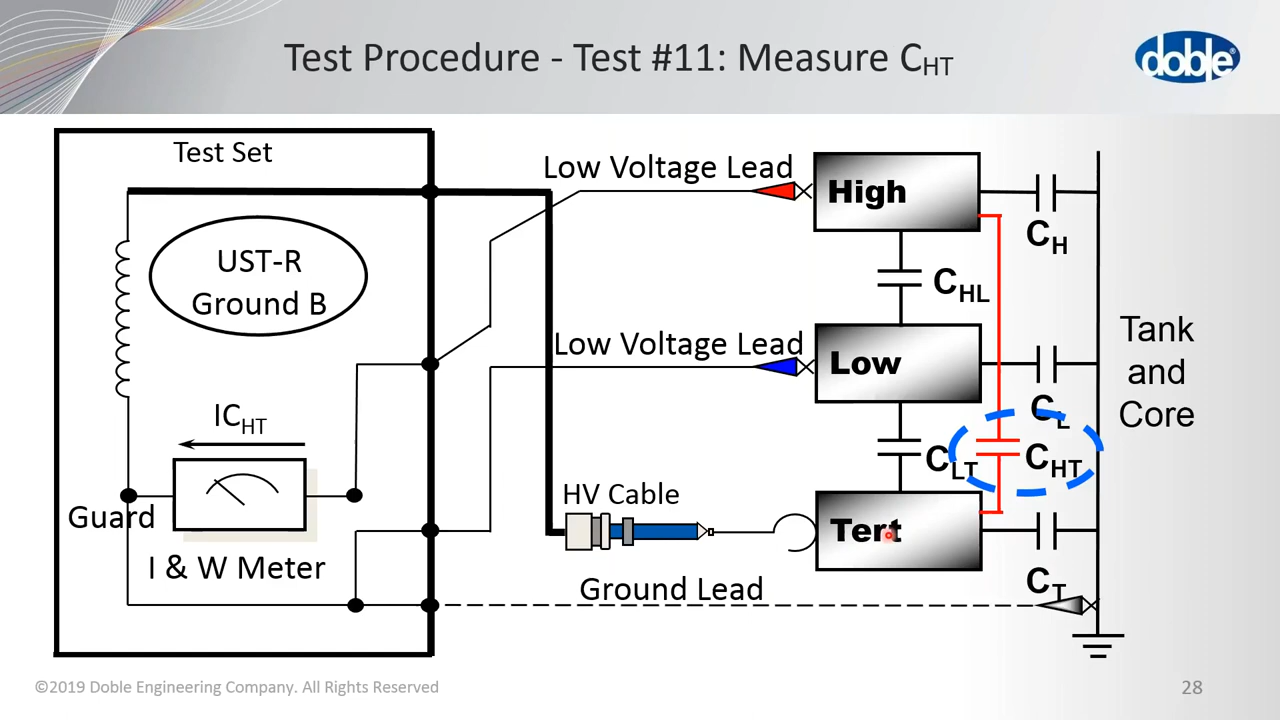 Test Procedure - Test #11: Measure CHT
doble
Test Set
UST-R
Ground B
ICHT
Guard
I & W Meter
Low Voltage Lead
Low Voltage Lead
HV Cable
Ground Lead
High
Low
Tert
CH
CHL
CL
CLT
CHT
CT
Tank
and
Core
©2019 Doble Engineering Company. All Rights Reserved
28